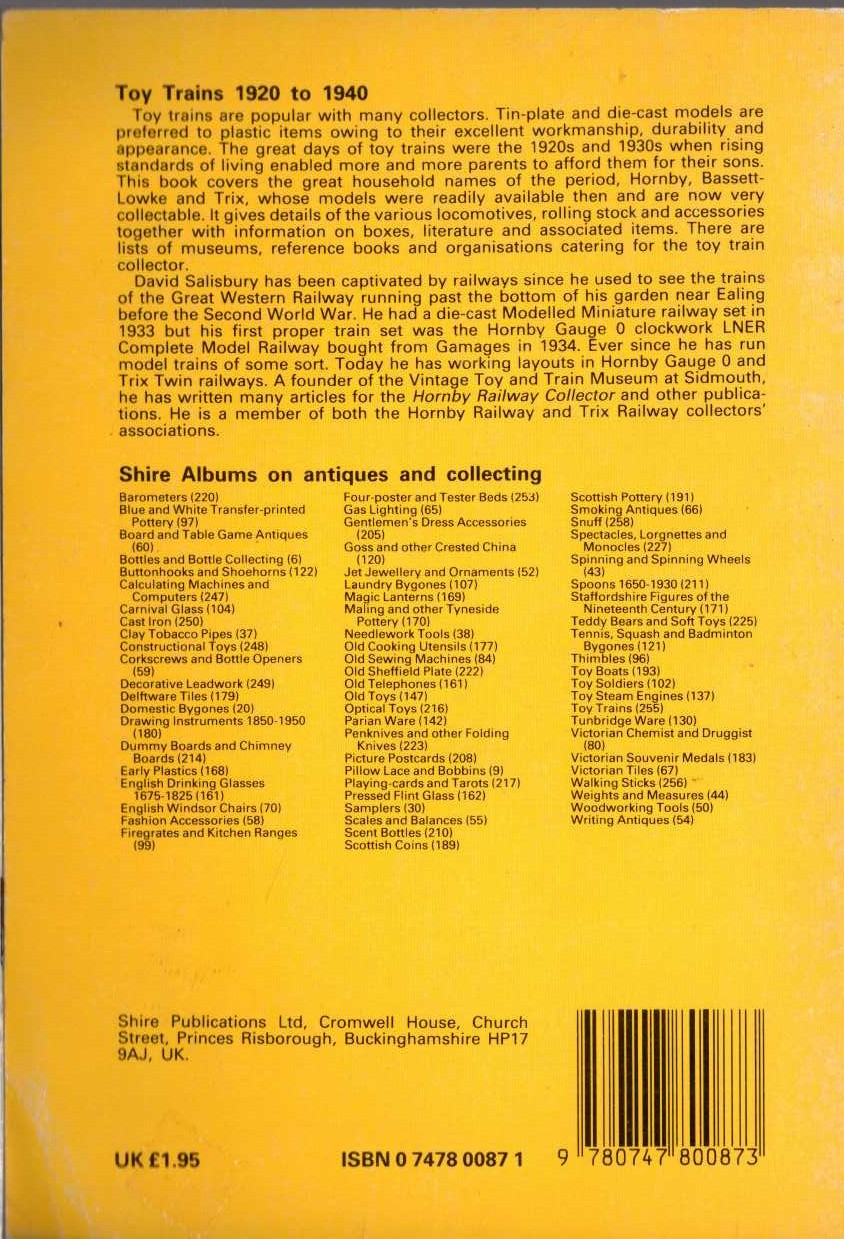 Toy Trains 1920 to 1940
Toy trains are popular with many collectors. Tin-plate and die-cast models are
preferred to plastic items owing to their excellent workmanship, durability and
appearance. The great days of toy trains were the 1920s and 1930s when rising
standards of living enabled more and more parents to afford them for their sons.
This book covers the great household names of the period, Hornby, Bassett-
Lowke and Trix, whose models were readily available then and are now very
collectable. It gives details of the various locomotives, rolling stock and accessories
together with information on boxes, literature and associated items. There are
lists of museums, reference books and organisations catering for the toy train
collector.
David Salisbury has been captivated by railways since he used to see the trains
of the Great Western Railway running past the bottom of his garden near Ealing
before the Second World War. He had a die-cast Modelled Miniature railway set in
1933 but his first proper train set was the Hornby Gauge 0 clockwork LNER
Complete Model Railway bought from Gamages in 1934. Ever since he has run
model trains of some sort. Today he has working layouts in Hornby Gauge 0 and
Trix Twin railways. A founder of the Vintage Toy and Train Museum at Sidmouth,
he has written many articles for the Hornby Railway Collector and other publica-
tions. He is a member of both the Hornby Railway and Trix Railway collectors'
associations.
Shire Albums on antiques and collecting
Barometers (220)
Blue and White Transfer-printed
Pottery (97)
Board and Table Game Antiques
(60)
Bottles and Bottle Collecting (6)
Buttonhooks and Shoehorns (122)
Calculating Machines and
Computers (247)
Carnival Glass (104)
Cast Iron (250)
Clay Tobacco Pipes (37)
Constructional Toys (248)
Corkscrews and Bottle Openers
(59)
Decorative Leadwork (249)
Delftware Tiles (179)
Domestic Bygones (20)
Drawing Instruments 1850-1950
(180)
Dummy Boards and Chimney
Boards (214)
Early Plastics (168)
English Drinking Glasses
1675-1825 (161)
English Windsor Chairs (70)
Fashion Accessories (58)
Firegrates and Kitchen Ranges
(99)
Four-poster and Tester Beds (253)
Gas Lighting (65)
Gentlemen's Dress Accessories
(205)
Goss and other Crested China
(120)
Jet Jewellery and Ornaments (52)
Laundry Bygones (107)
Magic Lanterns (169)
Maling and other Tyneside
Pottery (170)
Needlework Tools (38)
Old Cooking Utensils (177)
Old Sewing Machines (84)
Old Sheffield Plate (222)
Old Telephones (161)
Old Toys (147)
Optical Toys (216)
Parian Ware (142)
Penknives and other Folding
Knives (223)
Picture Postcards (208)
Pillow Lace and Bobbins (9)
Playing-cards and Tarots (217)
Pressed Flint Glass (162)
Samplers (30)
Scales and Balances (55)
Scent Bottles (210)
Scottish Coins (189)
Scottish Pottery (191)
Smoking Antiques (66)
Snuff (258)
Spectacles, Lorgnettes and
Monocles (227)
Spinning and Spinning Wheels
(43)
Spoons 1650-1930 (211)
Staffordshire Figures of the
Nineteenth Century (171)
Teddy Bears and Soft Toys (225)
Tennis, Squash and Badminton
Bygones (121)
Thimbles (96)
Toy Boats (193)
Toy Soldiers (102)
Toy Steam Engines (137)
Toy Trains (255)
Tunbridge Ware (130)
Victorian Chemist and Druggist
(80)
Victorian Souvenir Medals (183)
Victorian Tiles (67)
Walking Sticks (256)
Weights and Measures (44)
Woodworking Tools (50)
Writing Antiques (54)
Shire Publications Ltd, Cromwell House, Church
Street, Princes Risborough, Buckinghamshire HP17
9AJ, UK.
UK £1.95
ISBN 0 7478 0087 1
9 780747 800873